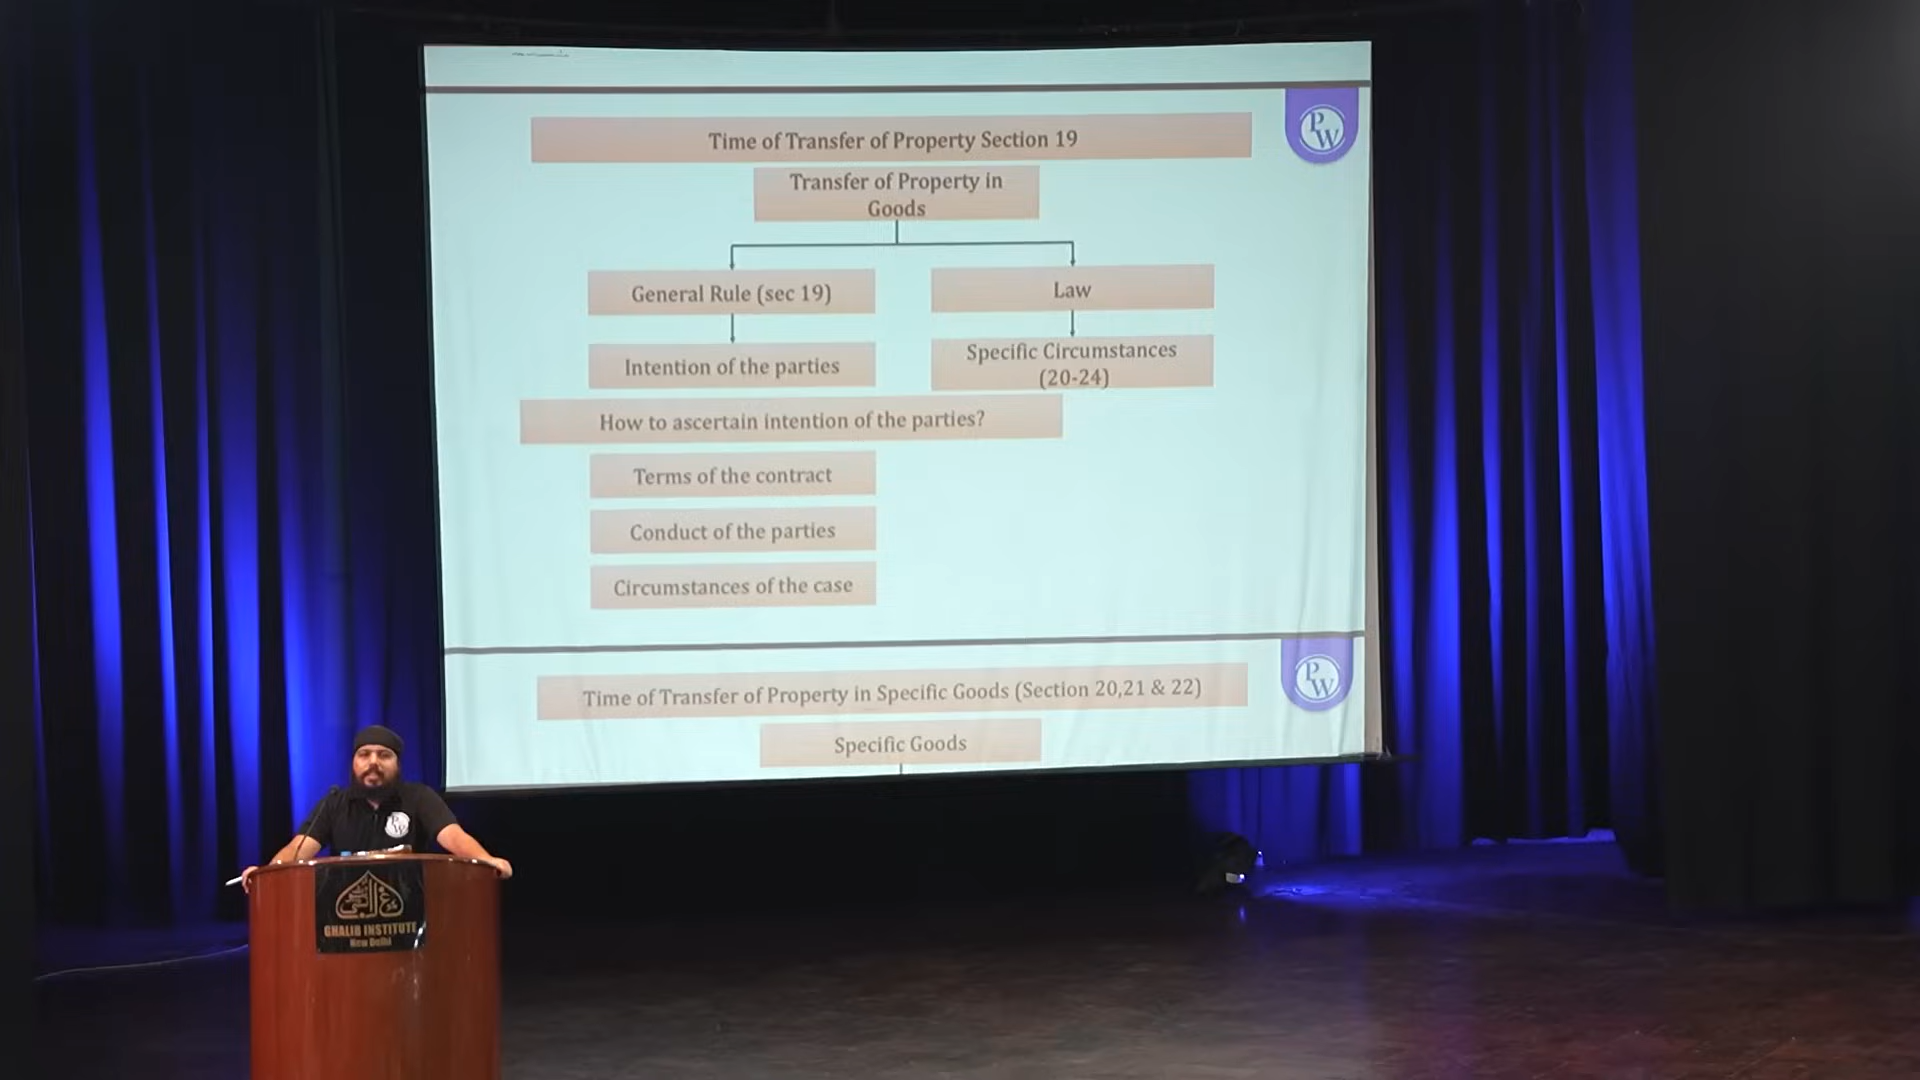 Time of Transfer of Property Section 19
PW
Transfer of Property in
Goods
General Rule (sec 19)
Law
Intention of the parties
Specific Circumstances
(20-24)
How to ascertain intention of the parties?
Terms of the contract
Conduct of the parties
Circumstances of the case
PW
Time of Transfer of Property in Specific Goods (Section 20,21 & 22)
Specific Goods
PW
GHALIB INSTITUTE
New Delhi